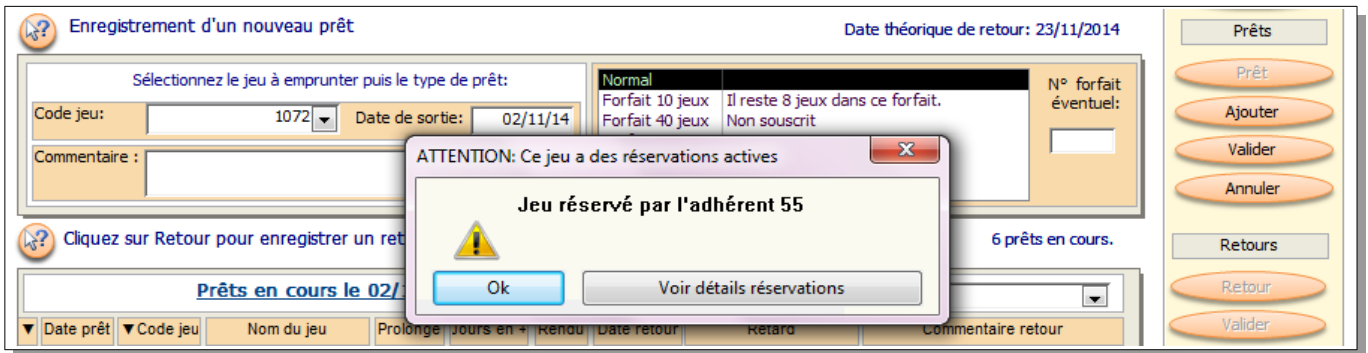 Enregistrement d'un nouveau prêt
Date théorique de retour: 23/11/2014
Sélectionnez le jeu à emprunter puis le type de prêt:
Code jeu:
1072
Date de sortie:
02/11/14
Commentaire :
Normal
Forfait 10 jeux
Il reste 8 jeux dans ce forfait.
Forfait 40 jeux
Non souscrit
N° forfait
éventuel:
ATTENTION: Ce jeu a des réservations actives
Jeu réservé par l'adhérent 55
Ok
Voir détails réservations
Cliquez sur Retour pour enregistrer un ret
6 prêts en cours.
Prêts en cours le 02/
Date prêt
Code jeu
Nom du jeu
Prolonge
Jours en +
Rendu
Date retour
Retard
Commentaire retour
Prêts
Prêt
Ajouter
Valider
Annuler
Retours
Retour
Valider